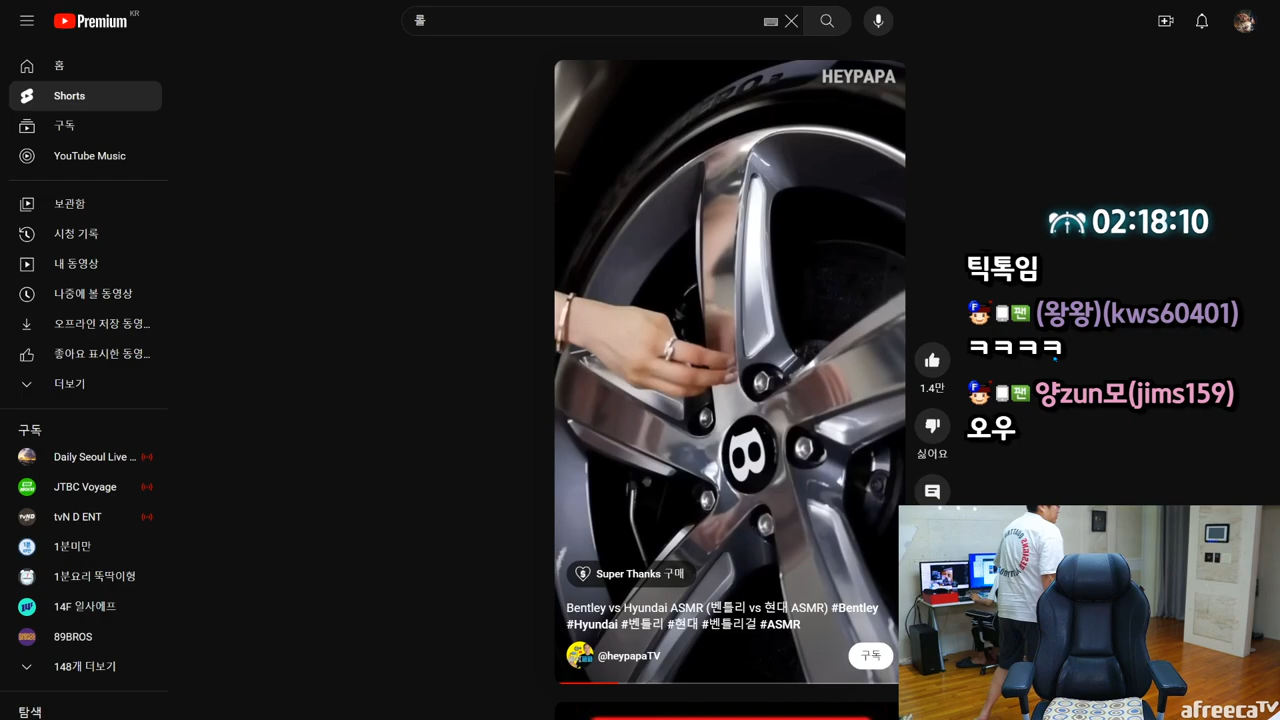 Premium KR
롤
홈
Shorts
구독
YouTube Music
보관함
시청 기록
내 동영상
나중에 볼 동영상
오프라인 저장 동영...
좋아요 표시한 동영...
더보기
구독
Daily Seoul Live ...
JTBC Voyage
tvN D ENT
1분미만
1분요리 뚝딱이형
14F 일사에프
89BROS
148개 더보기
탐색
HEYPAPA
B
Super Thanks 구매
Bentley vs Hyundai ASMR (벤틀리 vs 현대 ASMR) #Bentley
#Hyundai #벤틀리 #현대 #벤틀리걸 #ASMR
@heypapaTV
구독
1.4만
싫어요
02:18:10
틱톡임
팬 (왕왕)(kws60401)
ㅋㅋㅋㅋ
팬 양zun모(jims159)
오우
afreecaTV